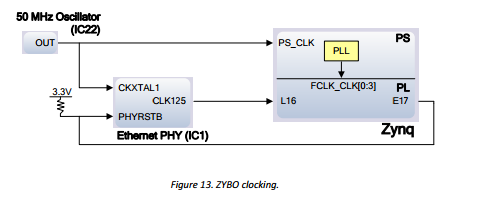 50 MHz Oscillator
(IC22)
OUT
PS_CLK
PLL
PS
3.3V
CKXTAL1
CLK125
PHYRSTB
Ethernet PHY (IC1)
FCLK_CLK[0:3]
PL
L16
E17
Zynq
Figure 13. ZYBO clocking.